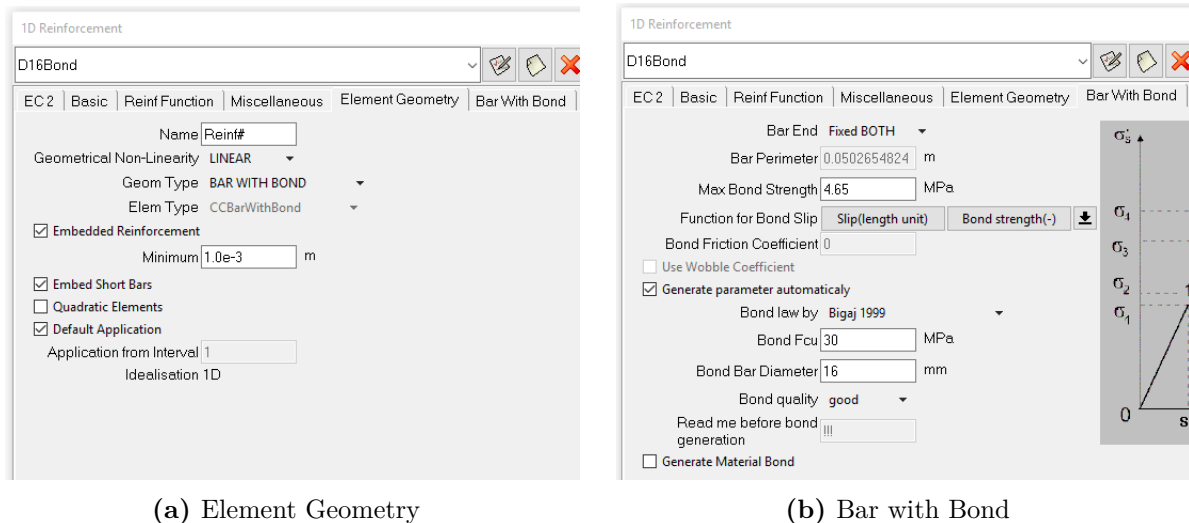 1D Reinforcement
D16Bond
EC 2 Basic Reinf Function Miscellaneous Element Geometry Bar With Bond
Name Reinf#
Geometrical Non-Linearity LINEAR
Geom Type BAR WITH BOND
Elem Type CCBarWithBond
Embedded Reinforcement
Minimum 1.0e-3 m
Embed Short Bars
Quadratic Elements
Default Application
Application from Interval 1
Idealisation 1D
(a) Element Geometry
1D Reinforcement
D16Bond
EC 2 Basic Reinf Function Miscellaneous Element Geometry Bar With Bond
Bar End Fixed BOTH
Bar Perimeter 0.0502654824 m
Max Bond Strength 4.65 MPa
Function for Bond Slip Slip(length unit) Bond strength(-)
Bond Friction Coefficient 0
Use Wobble Coefficient
Generate parameter automaticaly
Bond law by Bigaj 1999
Bond Fcu 30 MPa
Bond Bar Diameter 16 mm
Bond quality good
Read me before bond
generation !!!
Generate Material Bond
σ's
σ4
σ3
σ2
1
σ1
0 s
(b) Bar with Bond